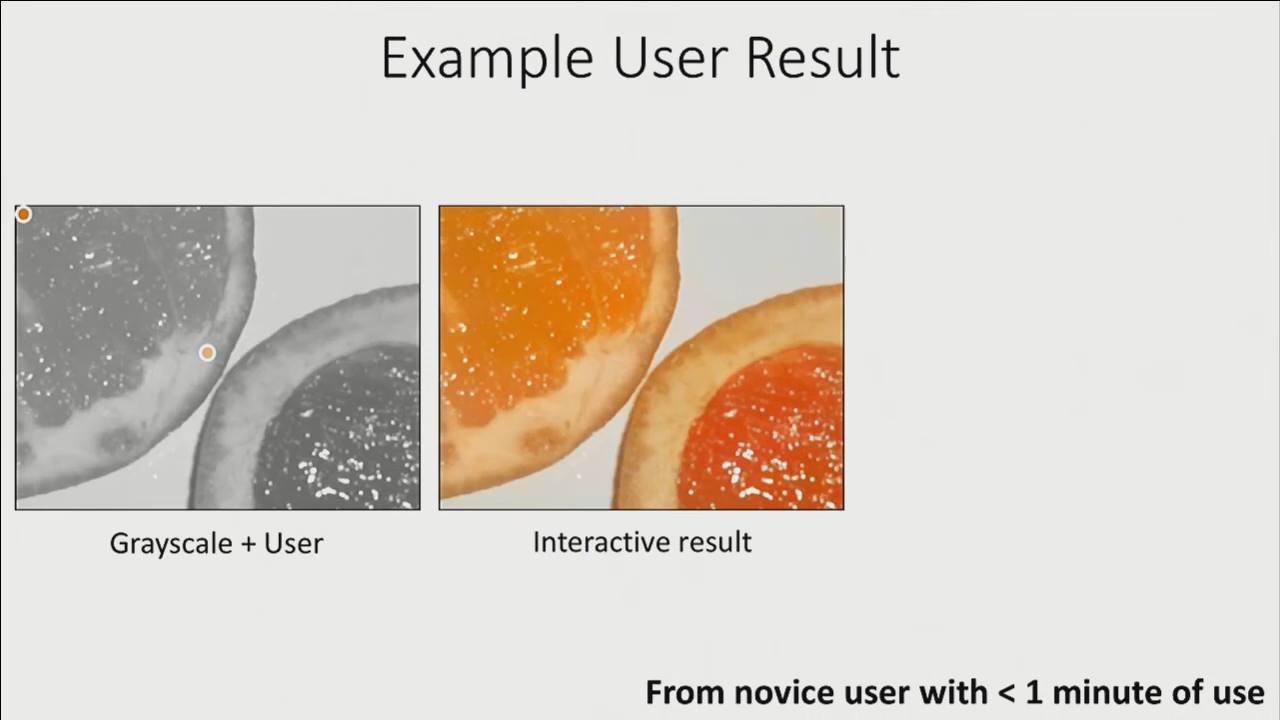 Example User Result
Grayscale + User
Interactive result
From novice user with < 1 minute of use